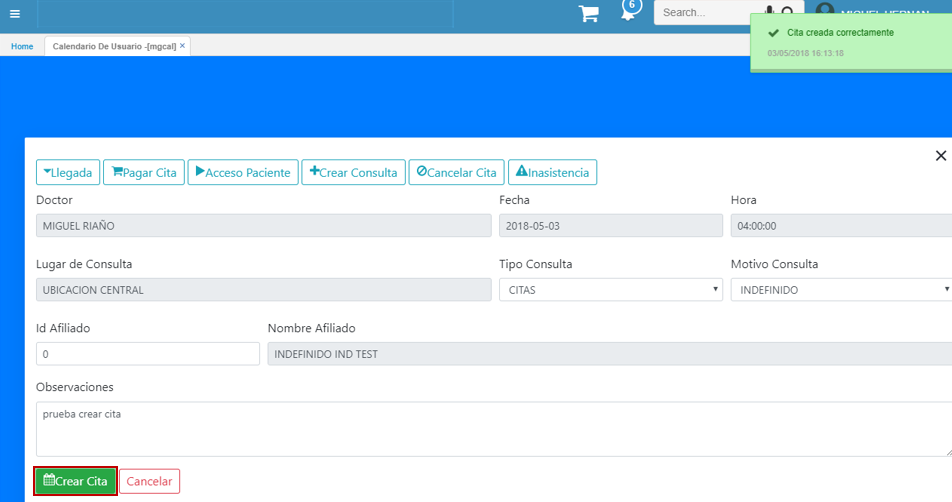 6
Search...
MIGUEL HERNAN
Home
Calendario De Usuario -[mgcal] ×
Cita creada correctamente
03/05/2018 16:13:18
Llegada
Pagar Cita
Acceso Paciente
Crear Consulta
Cancelar Cita
Inasistencia
Doctor
Fecha
Hora
MIGUEL RIAÑO
2018-05-03
04:00:00
Lugar de Consulta
Tipo Consulta
Motivo Consulta
UBICACION CENTRAL
CITAS
INDEFINIDO
Id Afiliado
Nombre Afiliado
0
INDEFINIDO IND TEST
Observaciones
prueba crear cita
Crear Cita
Cancelar